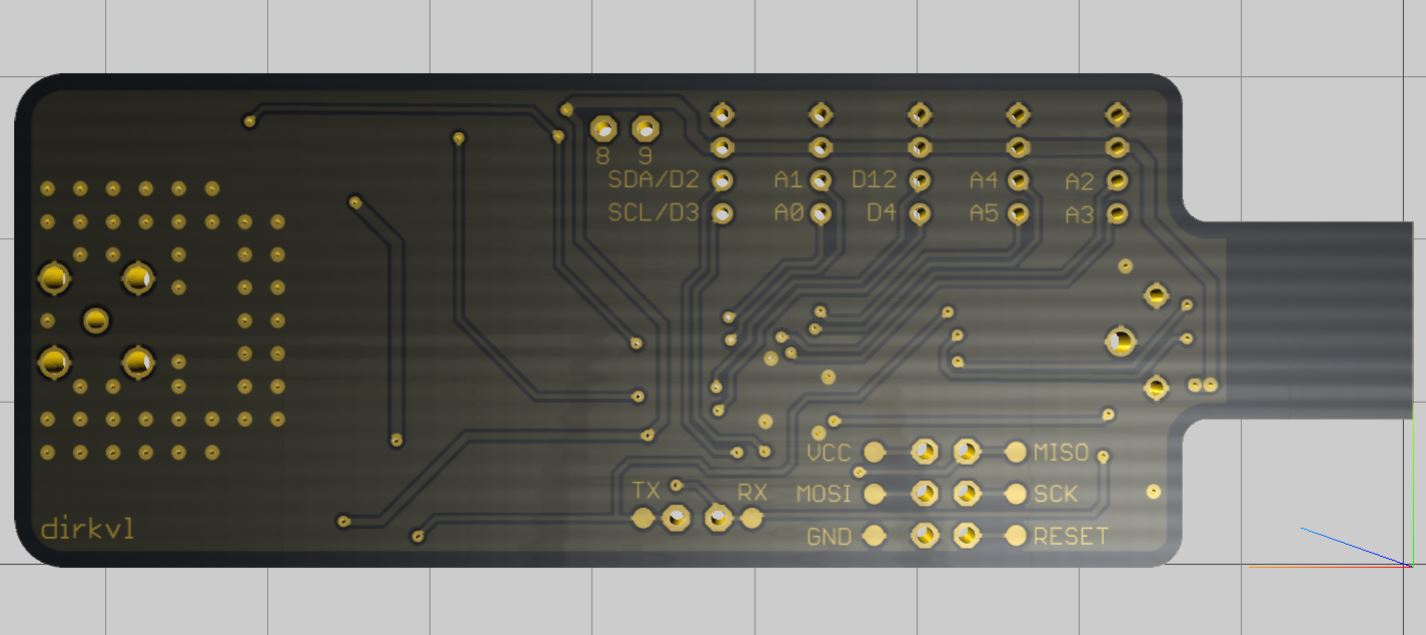 8 9
SDA/D2 A1 D12 A4 A2
SCL/D3 A0 D4 A5 A3
VCC MISO
TX RX MOSI SCK
GND RESET
dirkvl